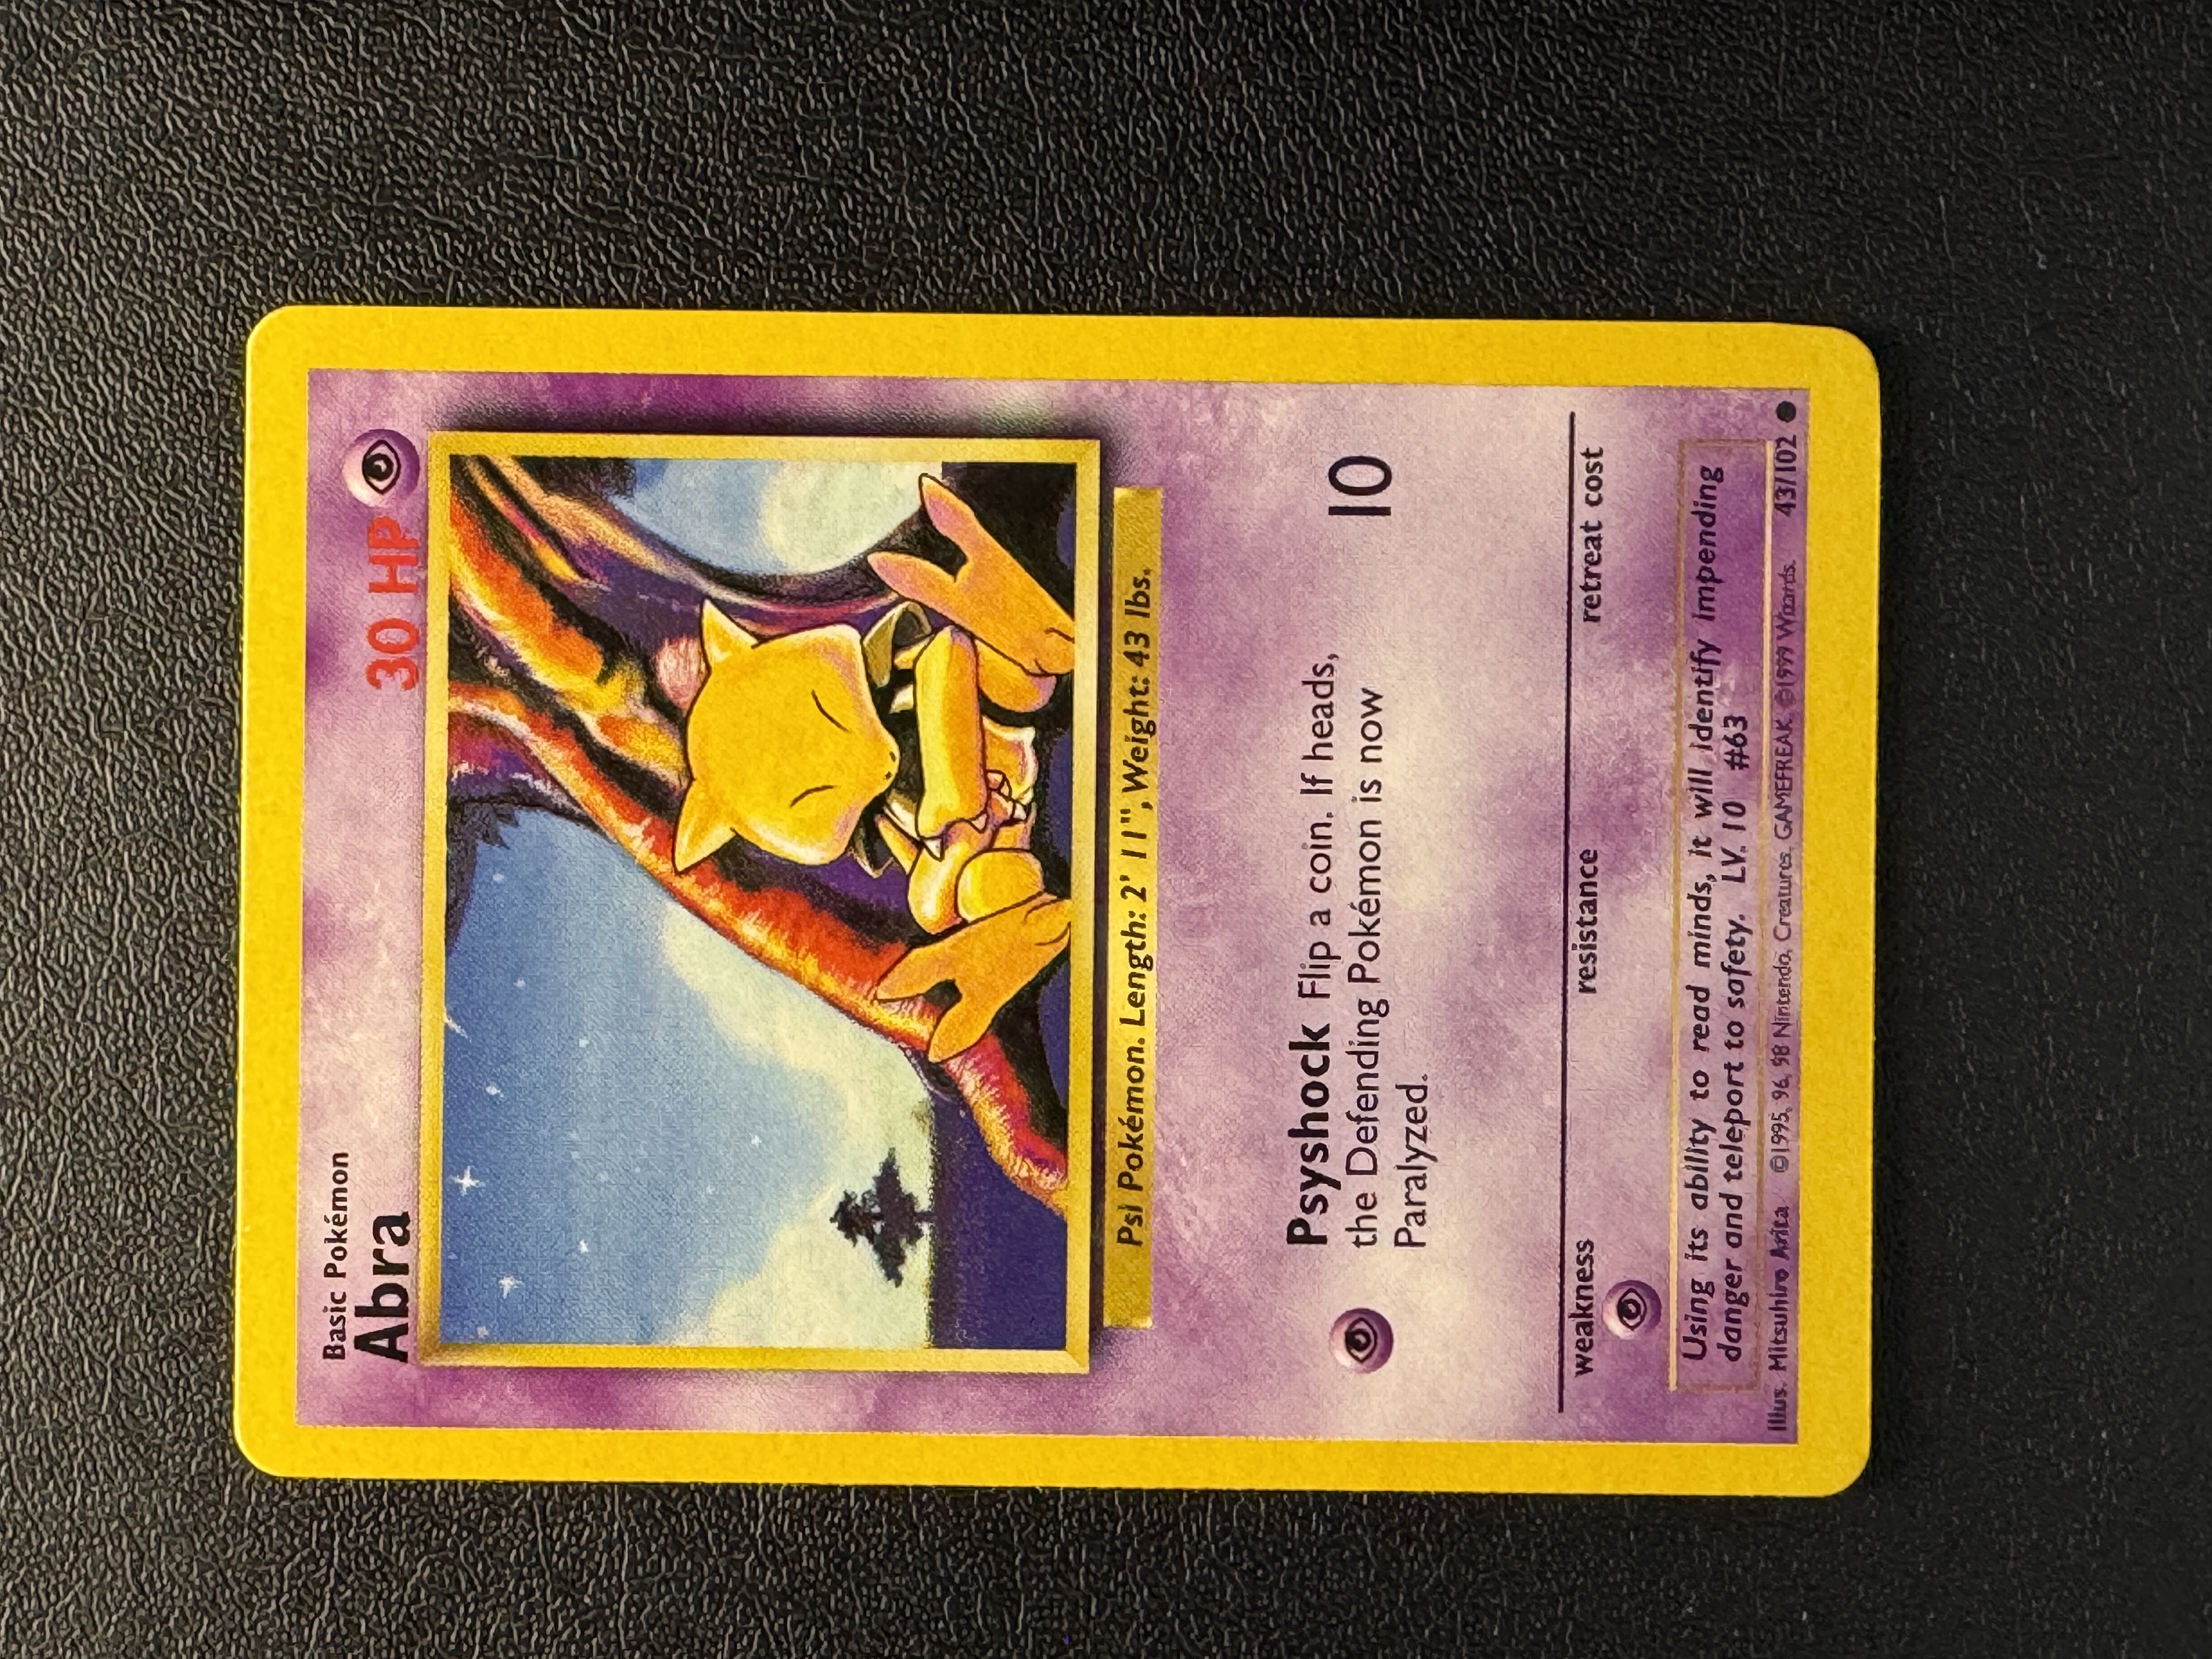 Basic Pokémon
Abra
30 HP
Psi Pokémon. Length: 2' 11", Weight: 43 lbs.
Psyshock Flip a coin. If heads,
the Defending Pokémon is now
Paralyzed.
10
weakness
resistance
retreat cost
Using its ability to read minds, it will identify impending
danger and teleport to safety. LV. 10 #63
Illus. Mitsuhiro Arita ©1995, 96, 98 Nintendo, Creatures, GAMEFREAK. ©1999 Wizards. 43/102